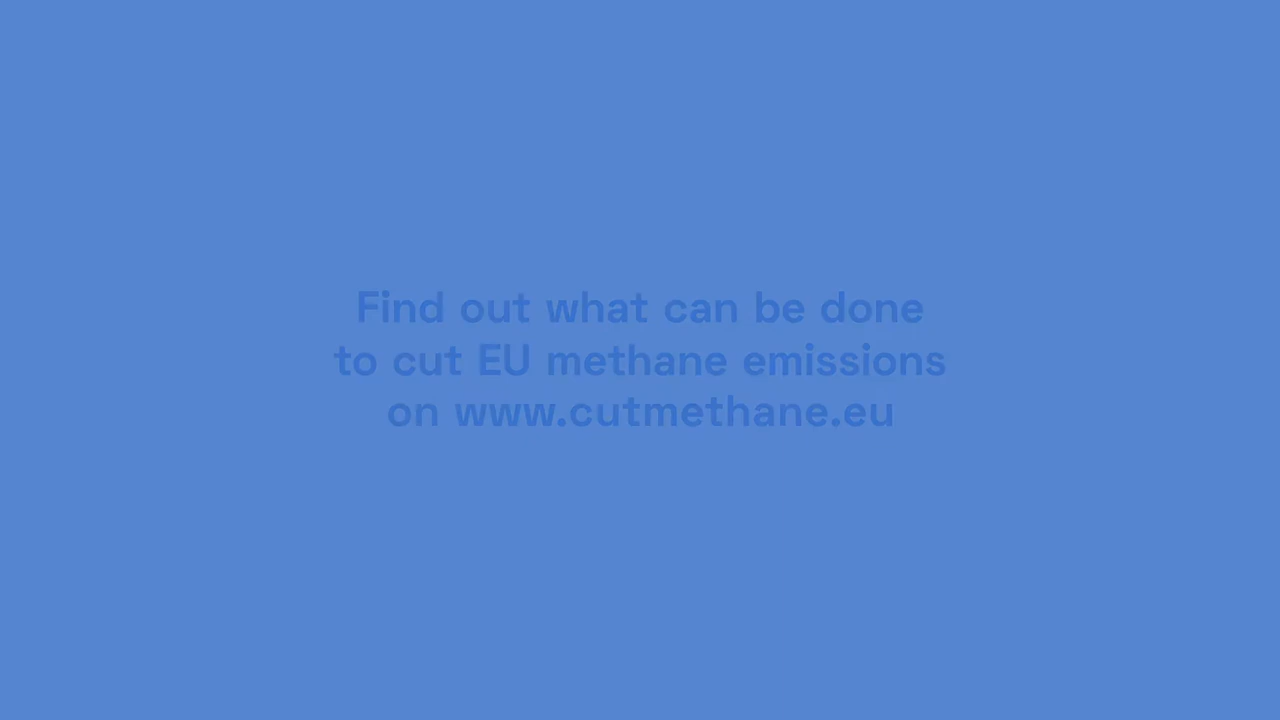 Find out what can be done
to cut EU methane emissions
on www.cutmethane.eu